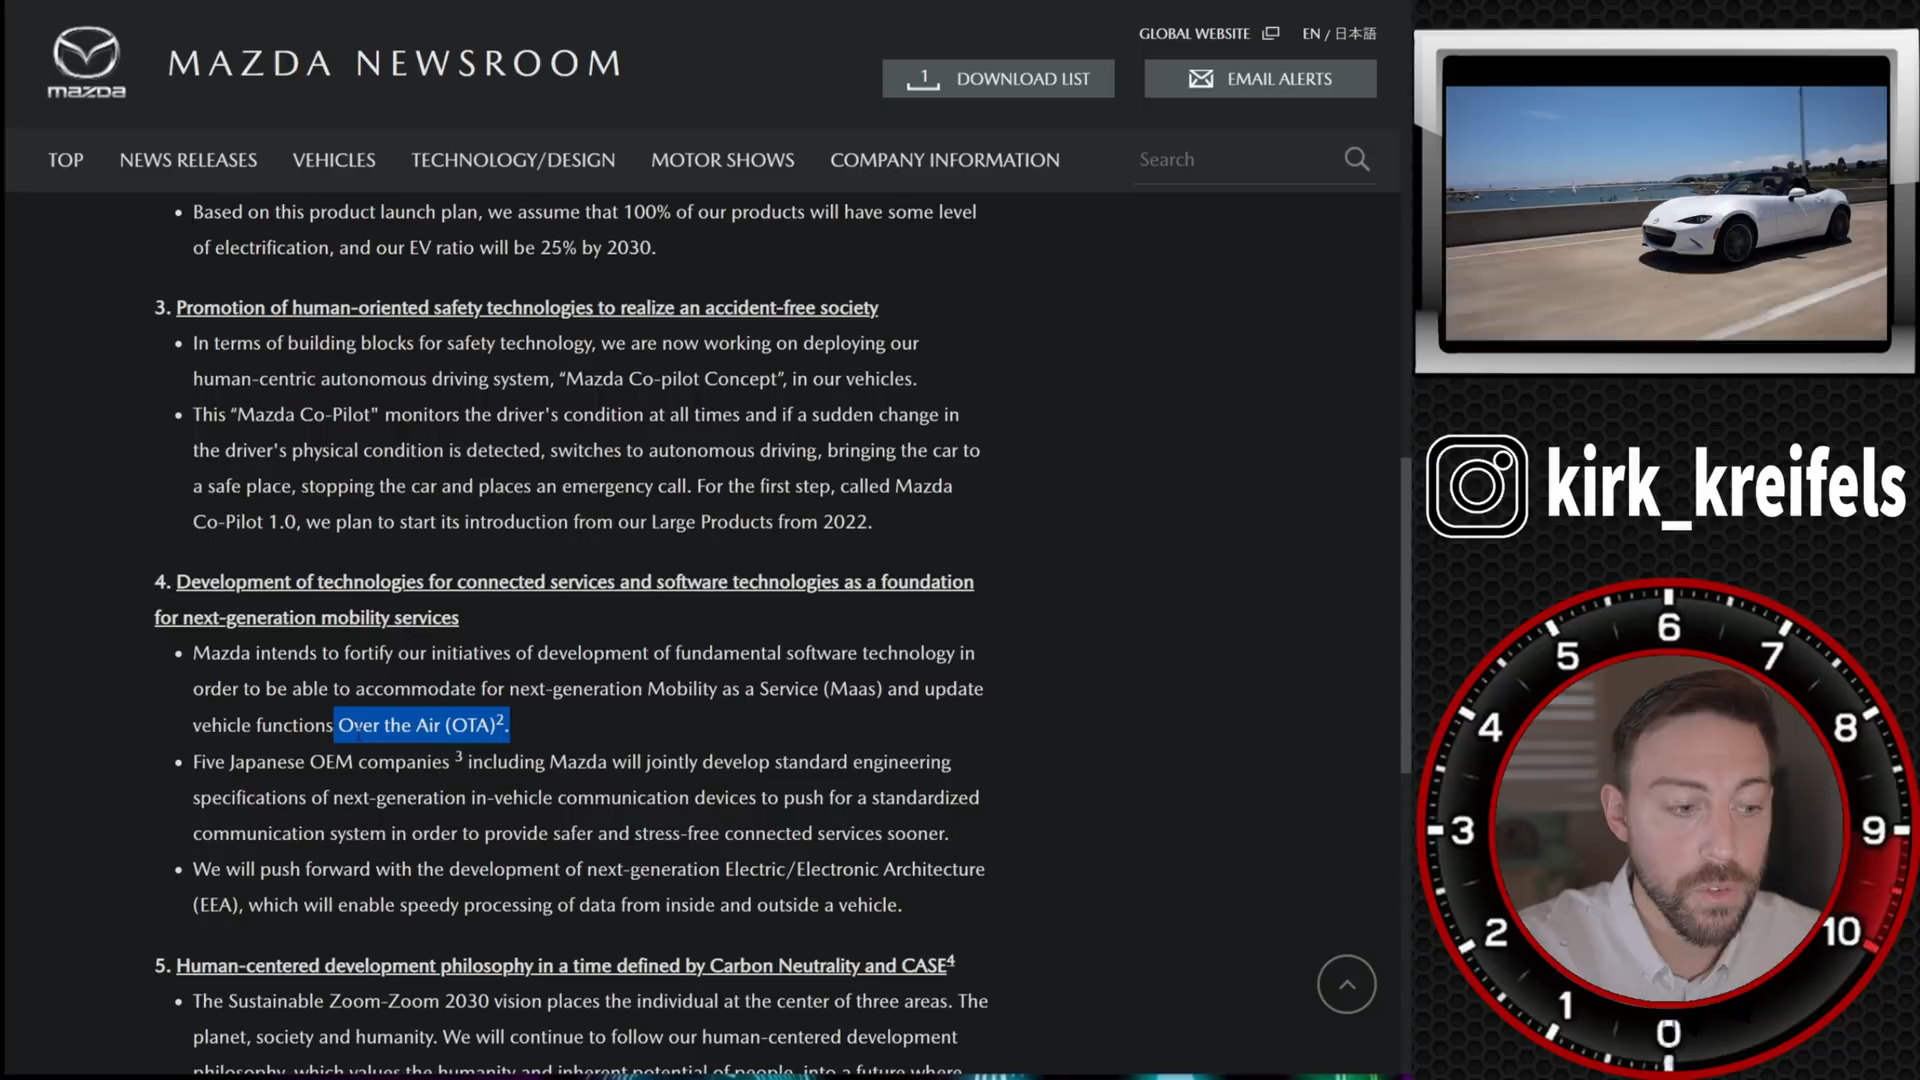 mazda
MAZDA NEWSROOM
GLOBAL WEBSITE
EN / 日本語
1 DOWNLOAD LIST
EMAIL ALERTS
TOP
NEWS RELEASES
VEHICLES
TECHNOLOGY/DESIGN
MOTOR SHOWS
COMPANY INFORMATION
Search
• Based on this product launch plan, we assume that 100% of our products will have some level
of electrification, and our EV ratio will be 25% by 2030.
3. Promotion of human-oriented safety technologies to realize an accident-free society
• In terms of building blocks for safety technology, we are now working on deploying our
human-centric autonomous driving system, “Mazda Co-pilot Concept”, in our vehicles.
• This “Mazda Co-Pilot" monitors the driver's condition at all times and if a sudden change in
the driver's physical condition is detected, switches to autonomous driving, bringing the car to
a safe place, stopping the car and places an emergency call. For the first step, called Mazda
Co-Pilot 1.0, we plan to start its introduction from our Large Products from 2022.
4. Development of technologies for connected services and software technologies as a foundation
for next-generation mobility services
• Mazda intends to fortify our initiatives of development of fundamental software technology in
order to be able to accommodate for next-generation Mobility as a Service (Maas) and update
vehicle functions Over the Air (OTA)2.
• Five Japanese OEM companies 3 including Mazda will jointly develop standard engineering
specifications of next-generation in-vehicle communication devices to push for a standardized
communication system in order to provide safer and stress-free connected services sooner.
• We will push forward with the development of next-generation Electric/Electronic Architecture
(EEA), which will enable speedy processing of data from inside and outside a vehicle.
5. Human-centered development philosophy in a time defined by Carbon Neutrality and CASE4
• The Sustainable Zoom-Zoom 2030 vision places the individual at the center of three areas. The
planet, society and humanity. We will continue to follow our human-centered development
philosophy, which values the humanity and inherent potential of people, into a future where
kirk_kreifels
0
1
2
3
4
5
6
7
8
9
10